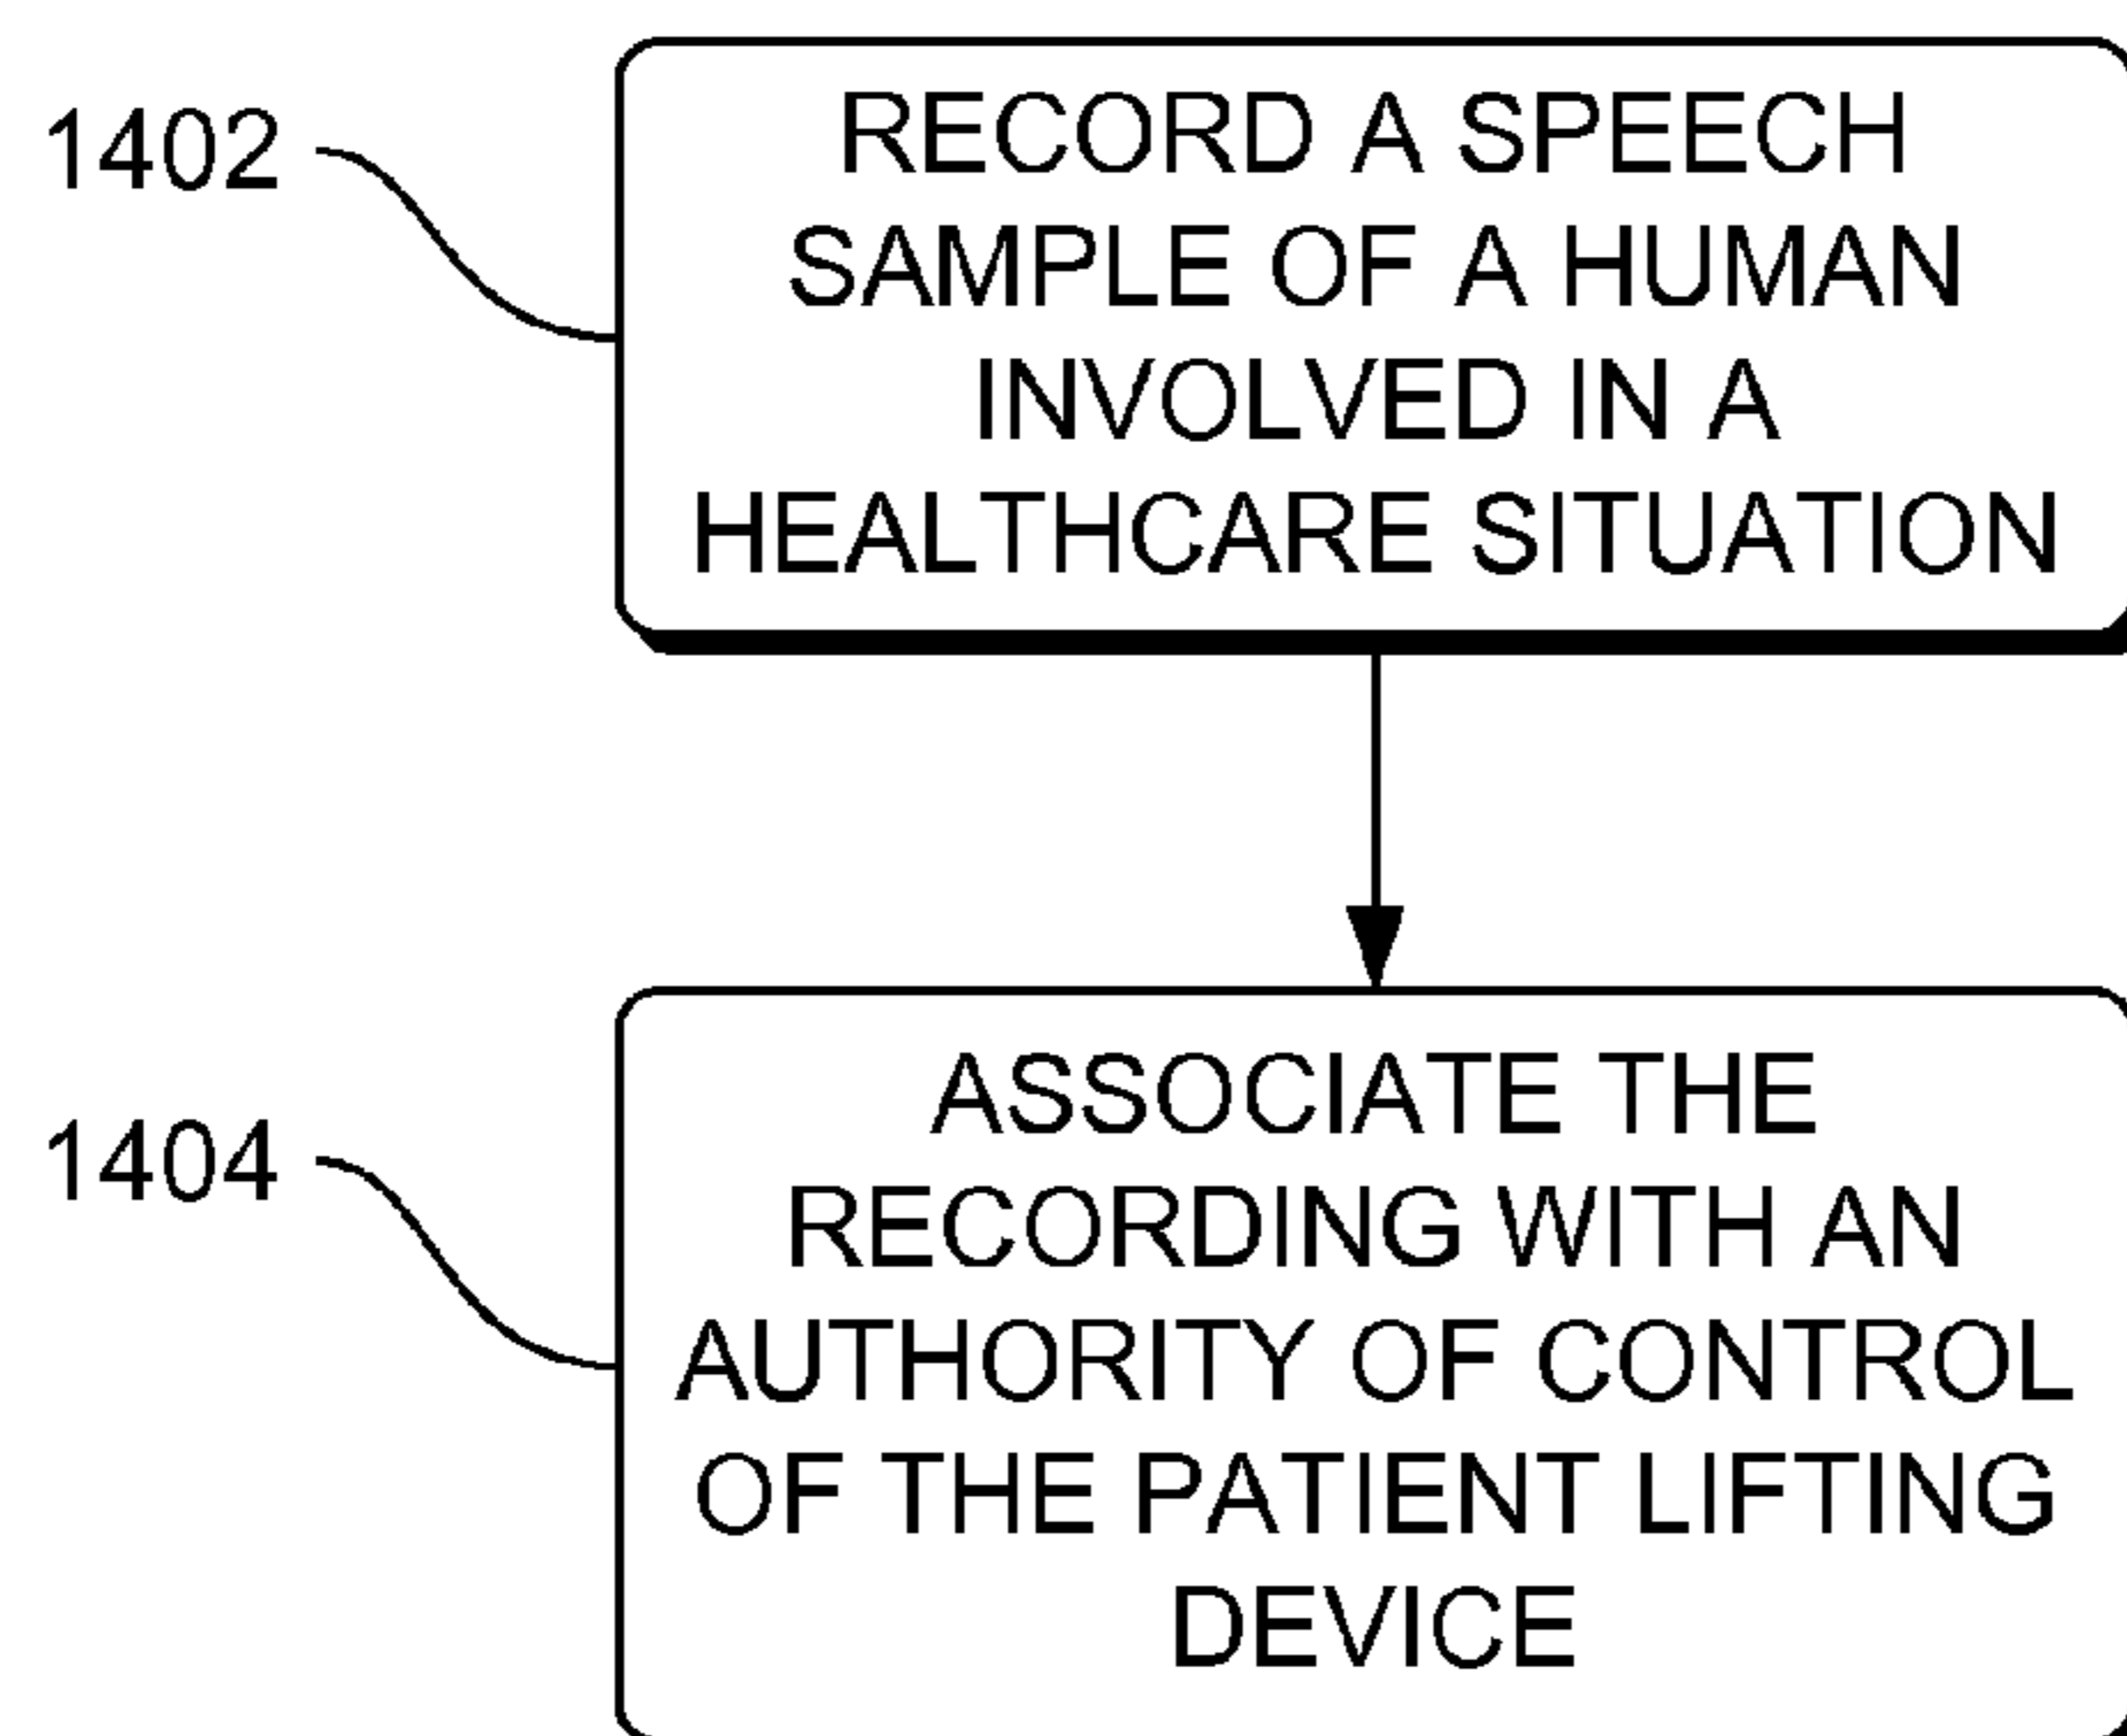 1402
RECORD A SPEECH
SAMPLE OF A HUMAN
INVOLVED IN A
HEALTHCARE SITUATION
1404
ASSOCIATE THE
RECORDING WITH AN
AUTHORITY OF CONTROL
OF THE PATIENT LIFTING
DEVICE